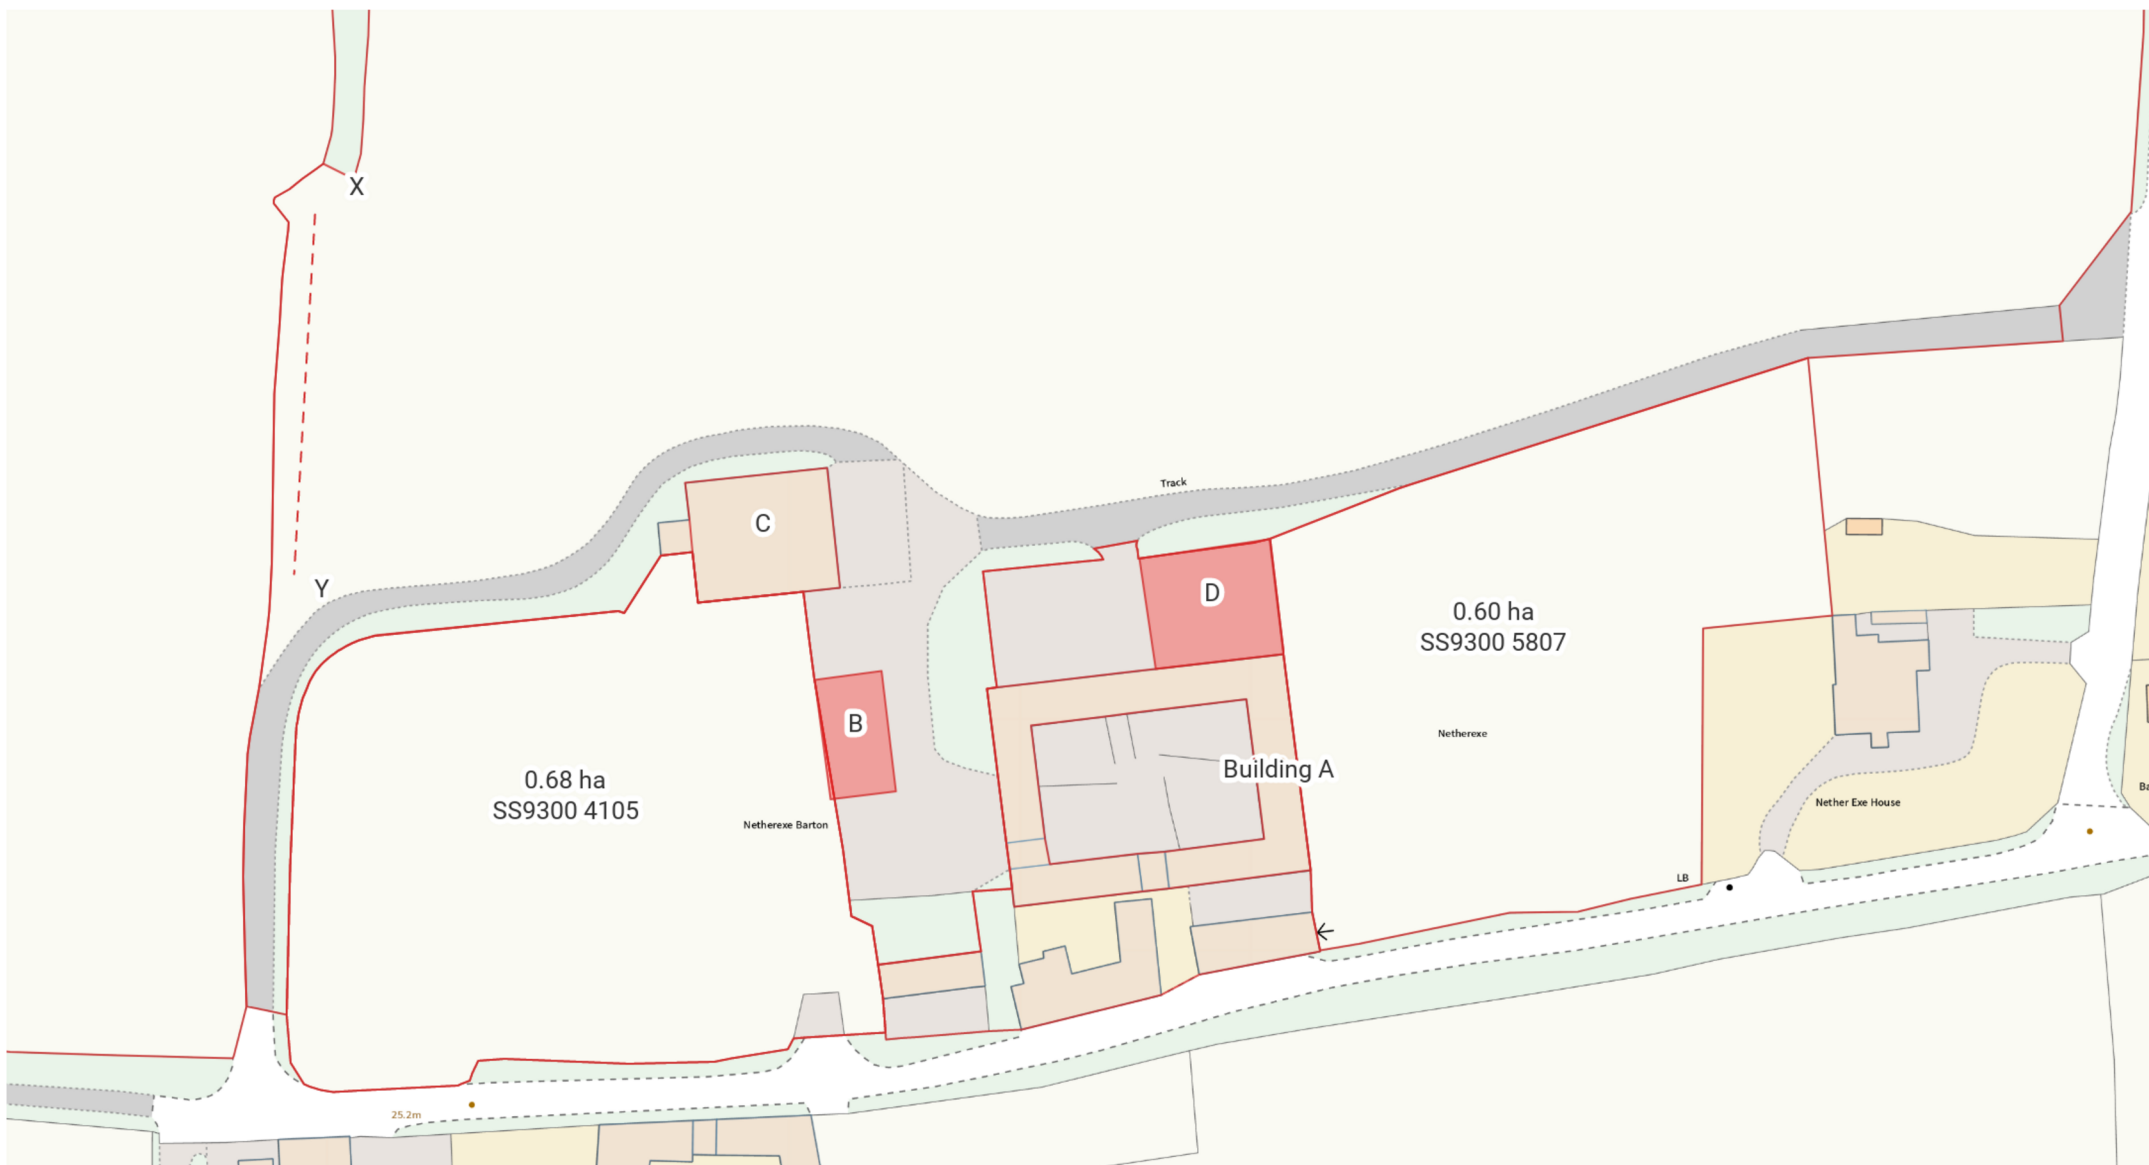 X
Track
C
Y
D
0.60 ha
SS9300 5807
B
Netherexe
Building A
0.68 ha
SS9300 4105
Nether Exe House
Netherexe Barton
Ba
LB
25.2m